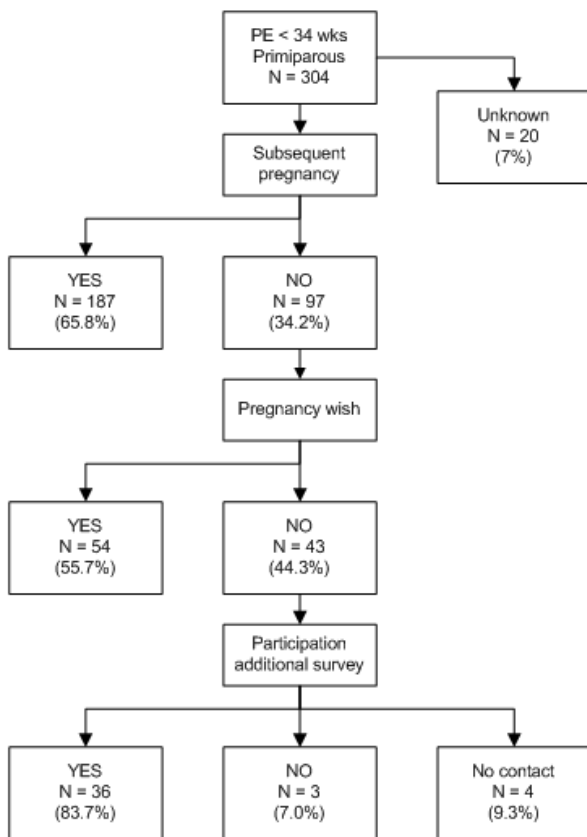 PE < 34 wks
Primiparous
N = 304
Unknown
N = 20
(7%)
Subsequent
pregnancy
YES
N = 187
(65.8%)
NO
N = 97
(34.2%)
Pregnancy wish
YES
N = 54
(55.7%)
NO
N = 43
(44.3%)
Participation
additional survey
YES
N = 36
(83.7%)
NO
N = 3
(7.0%)
No contact
N = 4
(9.3%)